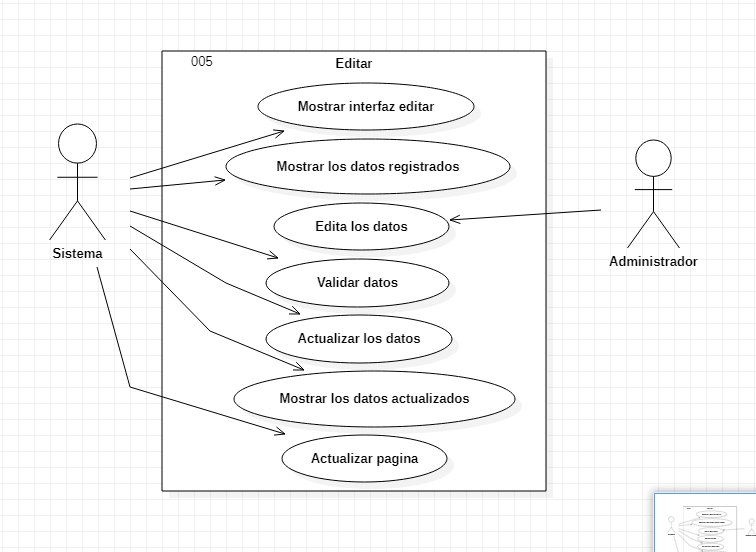 005
Editar
Mostrar interfaz editar
Mostrar los datos registrados
Edita los datos
Sistema
Administrador
Validar datos
Actualizar los datos
Mostrar los datos actualizados
Actualizar pagina